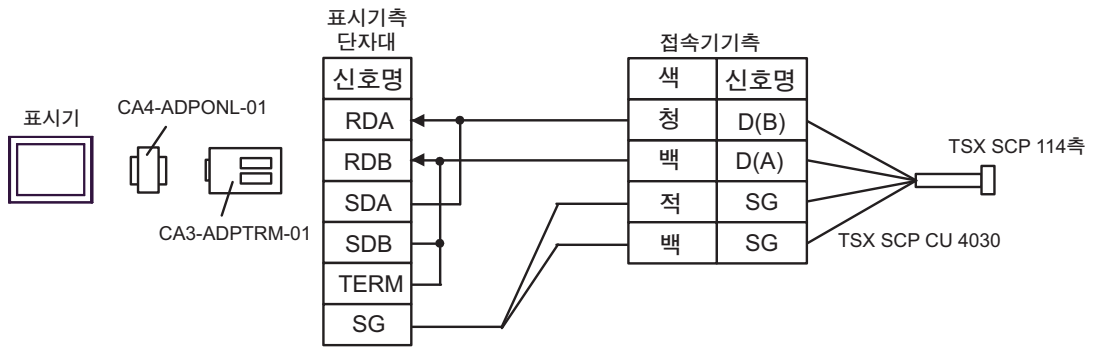 표시기측
단자대
접속기기측
신호명
색 신호명
표시기
CA4-ADPONL-01
RDA
청 D(B)
TSX SCP 114측
RDB
백 D(A)
SDA
적 SG
CA3-ADPTRM-01
SDB
백 SG
TSX SCP CU 4030
TERM
SG